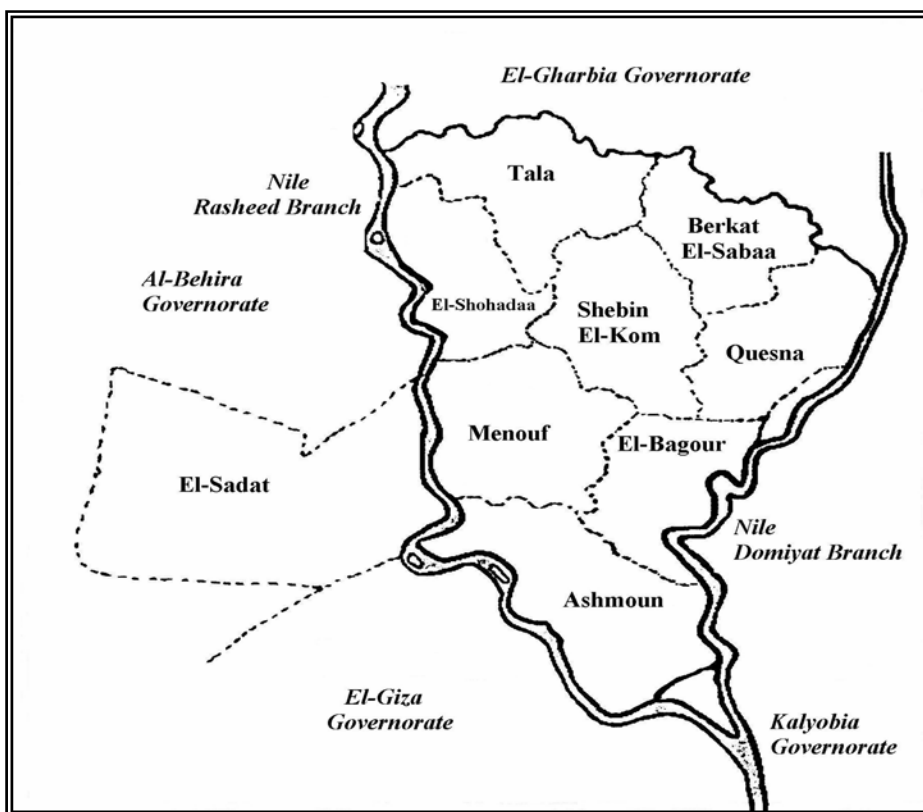 El-Gharbia Governorate
Tala
Nile
Rasheed Branch
Berkat
El-Sabaa
Al-Behira
Governorate
El-Shohadaa
Shebin
El-Kom
Quesna
Menouf
El-Bagour
El-Sadat
Nile
Domiyat Branch
Ashmoun
El-Giza
Governorate
Kalyobia
Governorate